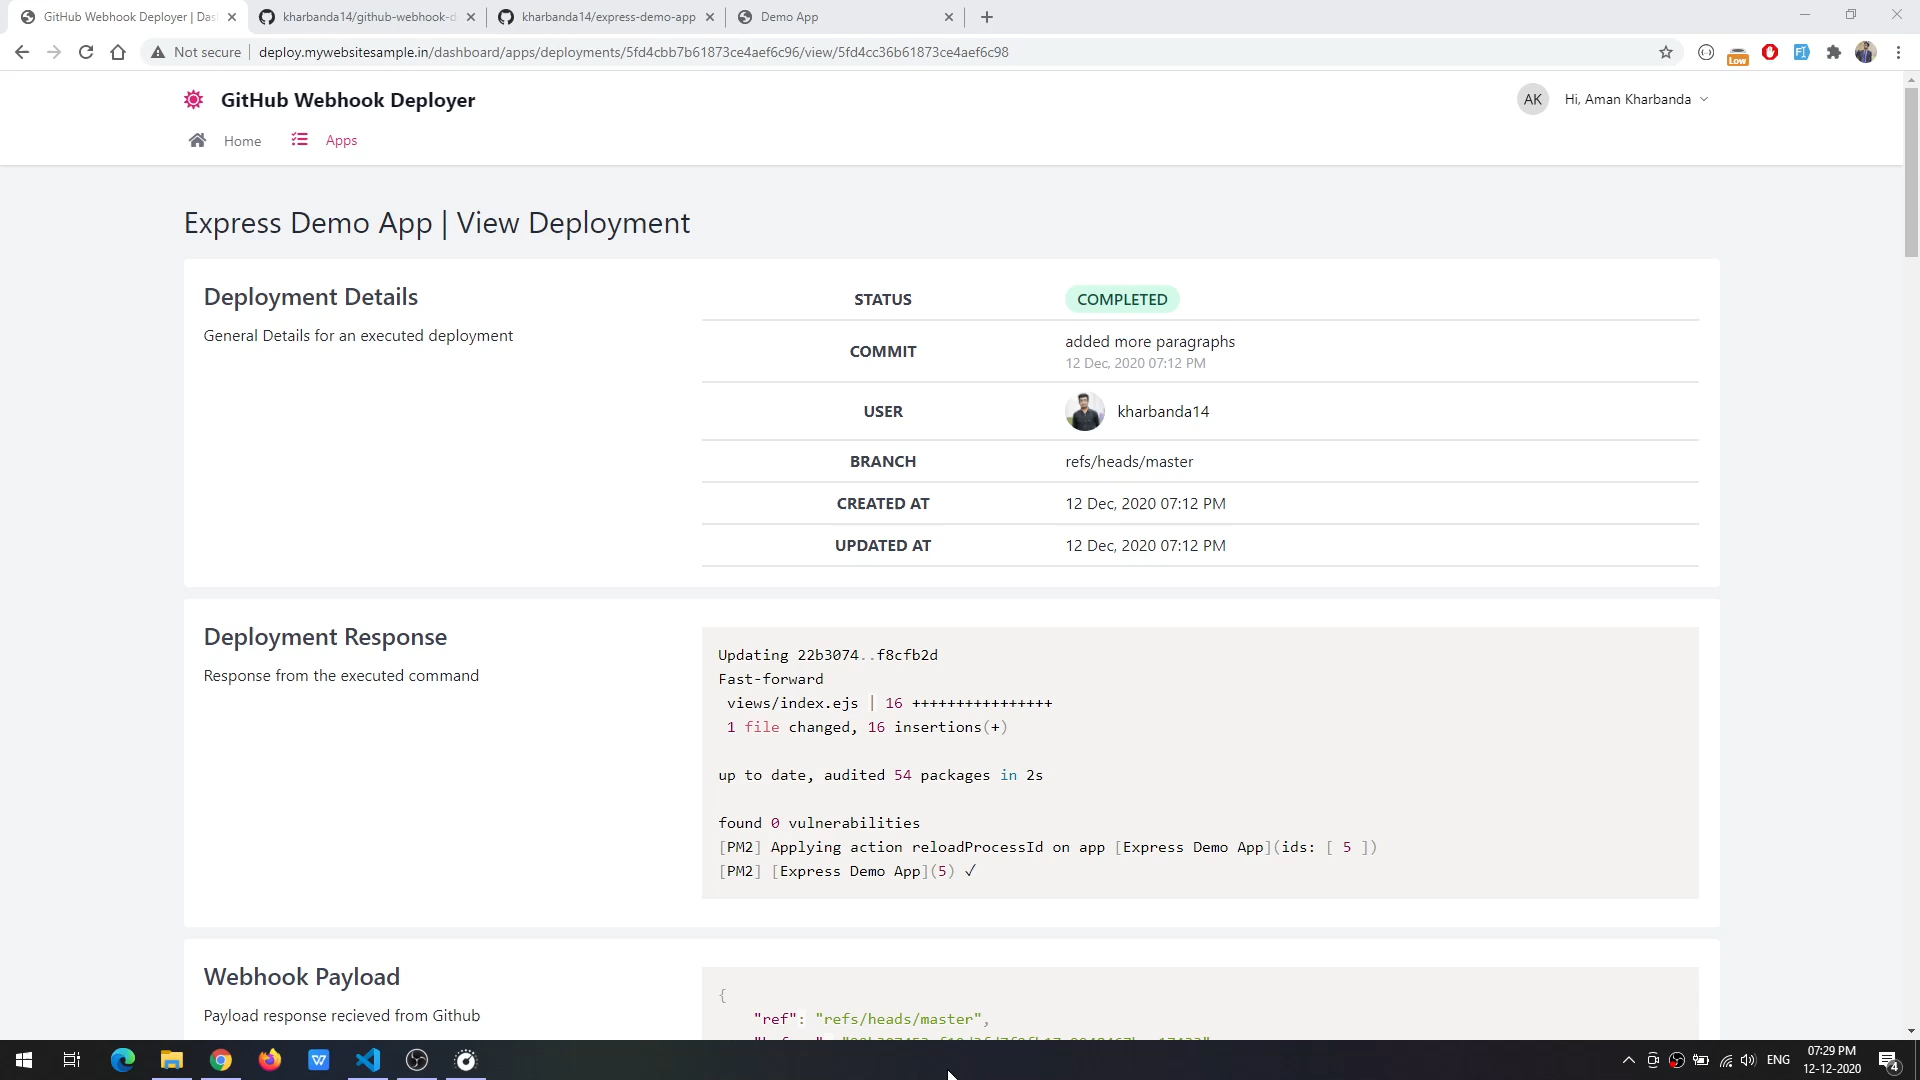 GitHub Webhook Deployer | Das
kharbanda14/github-webhook-d
kharbanda14/express-demo-app
Demo App
Not secure
deploy.mywebsitesample.in/dashboard/apps/deployments/5fd4cbb7b61873ce4aef6c96/view/5fd4cc36b61873ce4aef6c98
Low
GitHub Webhook Deployer
AK
Hi, Aman Kharbanda
Home
Apps
Express Demo App | View Deployment
Deployment Details
General Details for an executed deployment
STATUS
COMPLETED
COMMIT
added more paragraphs
12 Dec, 2020 07:12 PM
USER
kharbanda14
BRANCH
refs/heads/master
CREATED AT
12 Dec, 2020 07:12 PM
UPDATED AT
12 Dec, 2020 07:12 PM
Deployment Response
Response from the executed command
Updating 22b3074..f8cfb2d
Fast-forward
views/index.ejs | 16 ++++++++++++++++
1 file changed, 16 insertions(+)
up to date, audited 54 packages in 2s
found 0 vulnerabilities
[PM2] Applying action reloadProcessId on app [Express Demo App](ids: [ 5 ])
[PM2] [Express Demo App](5) ✓
Webhook Payload
Payload response recieved from Github
{
"ref": "refs/heads/master",
ENG
07:29 PM
12-12-2020
4